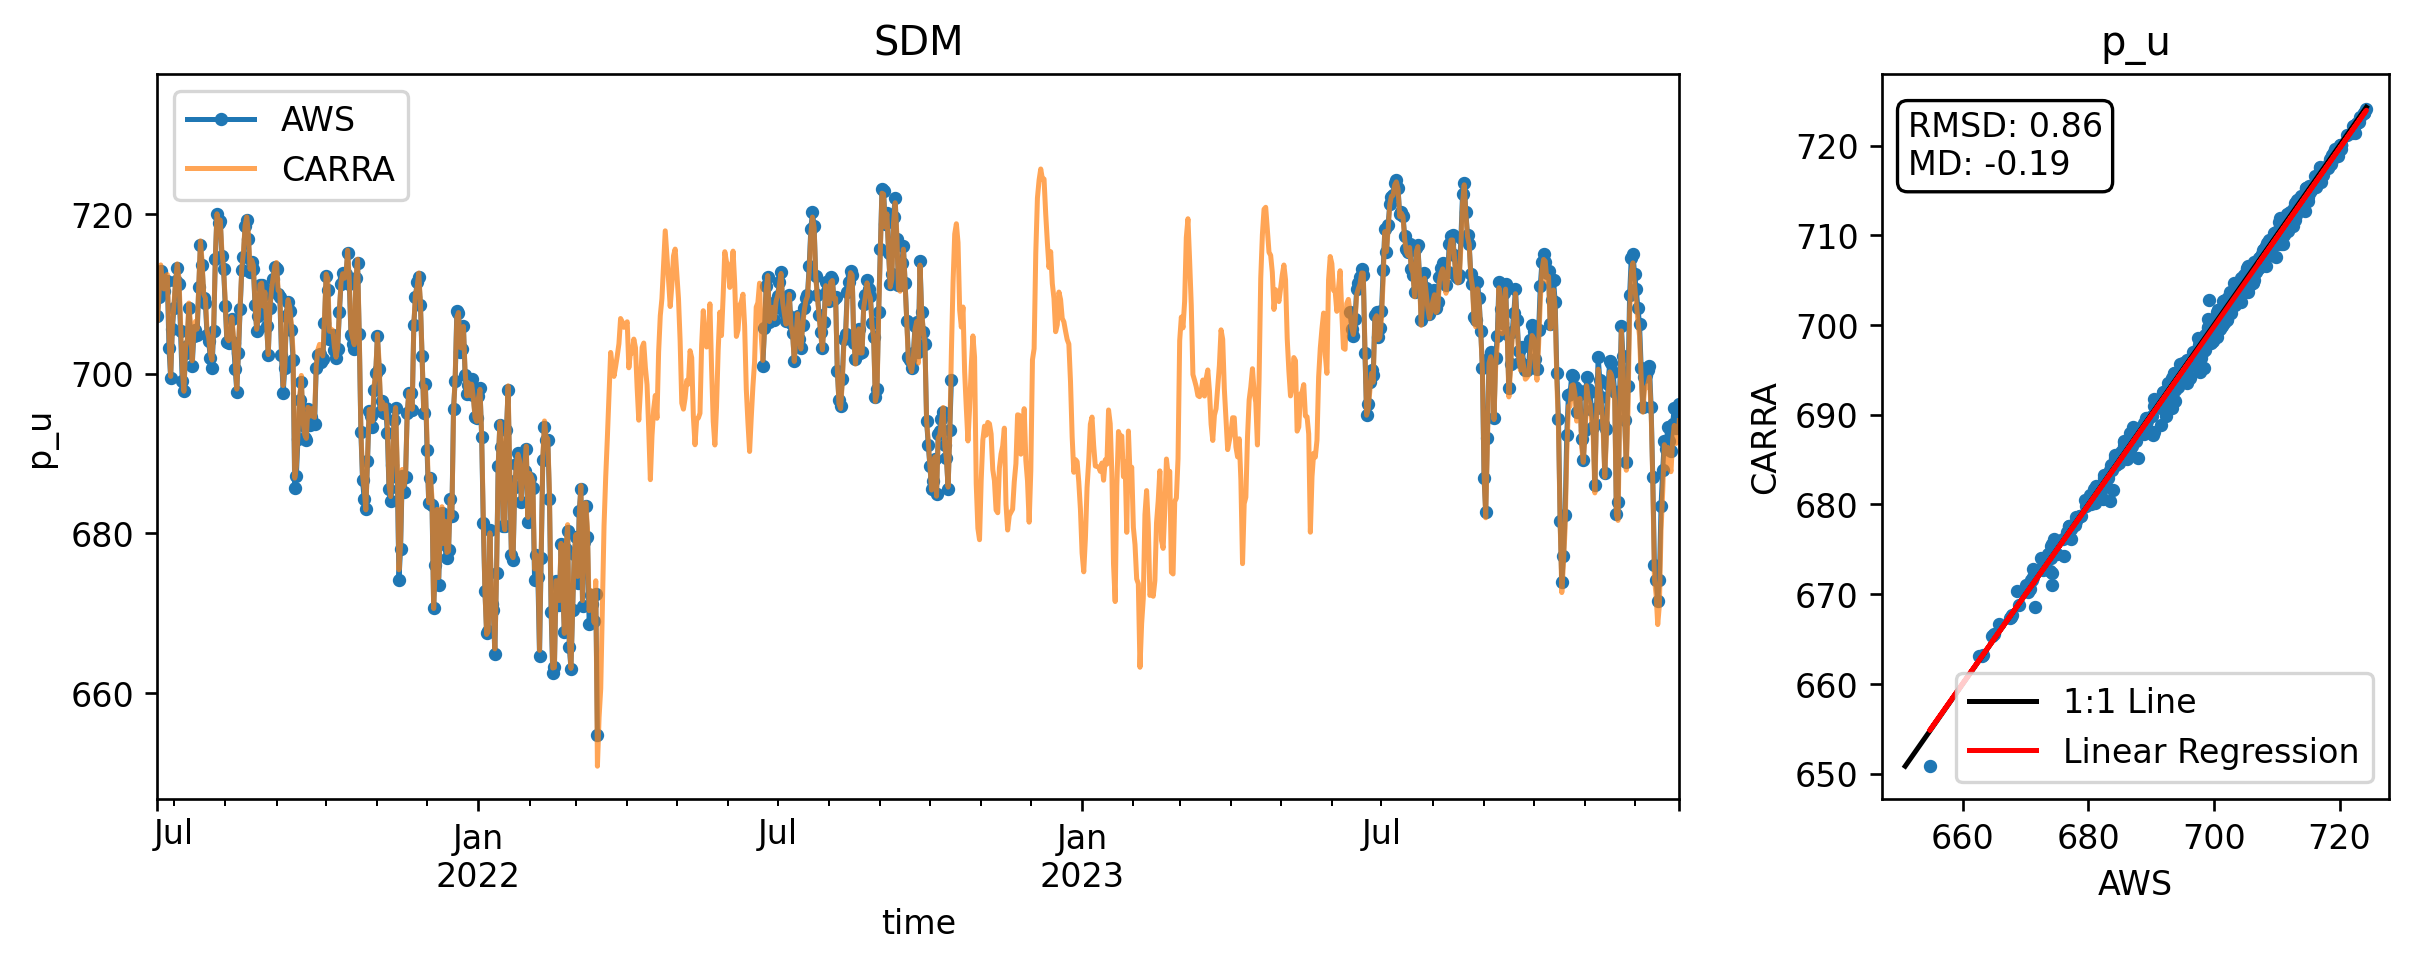 SDM
AWS
CARRA
720
700
680
660
p_u
Jul
Jan
2022
Jul
Jan
2023
Jul
time
p_u
RMSD: 0.86
MD: -0.19
720
710
700
690
680
670
660
650
CARRA
1:1 Line
Linear Regression
660
680
700
720
AWS